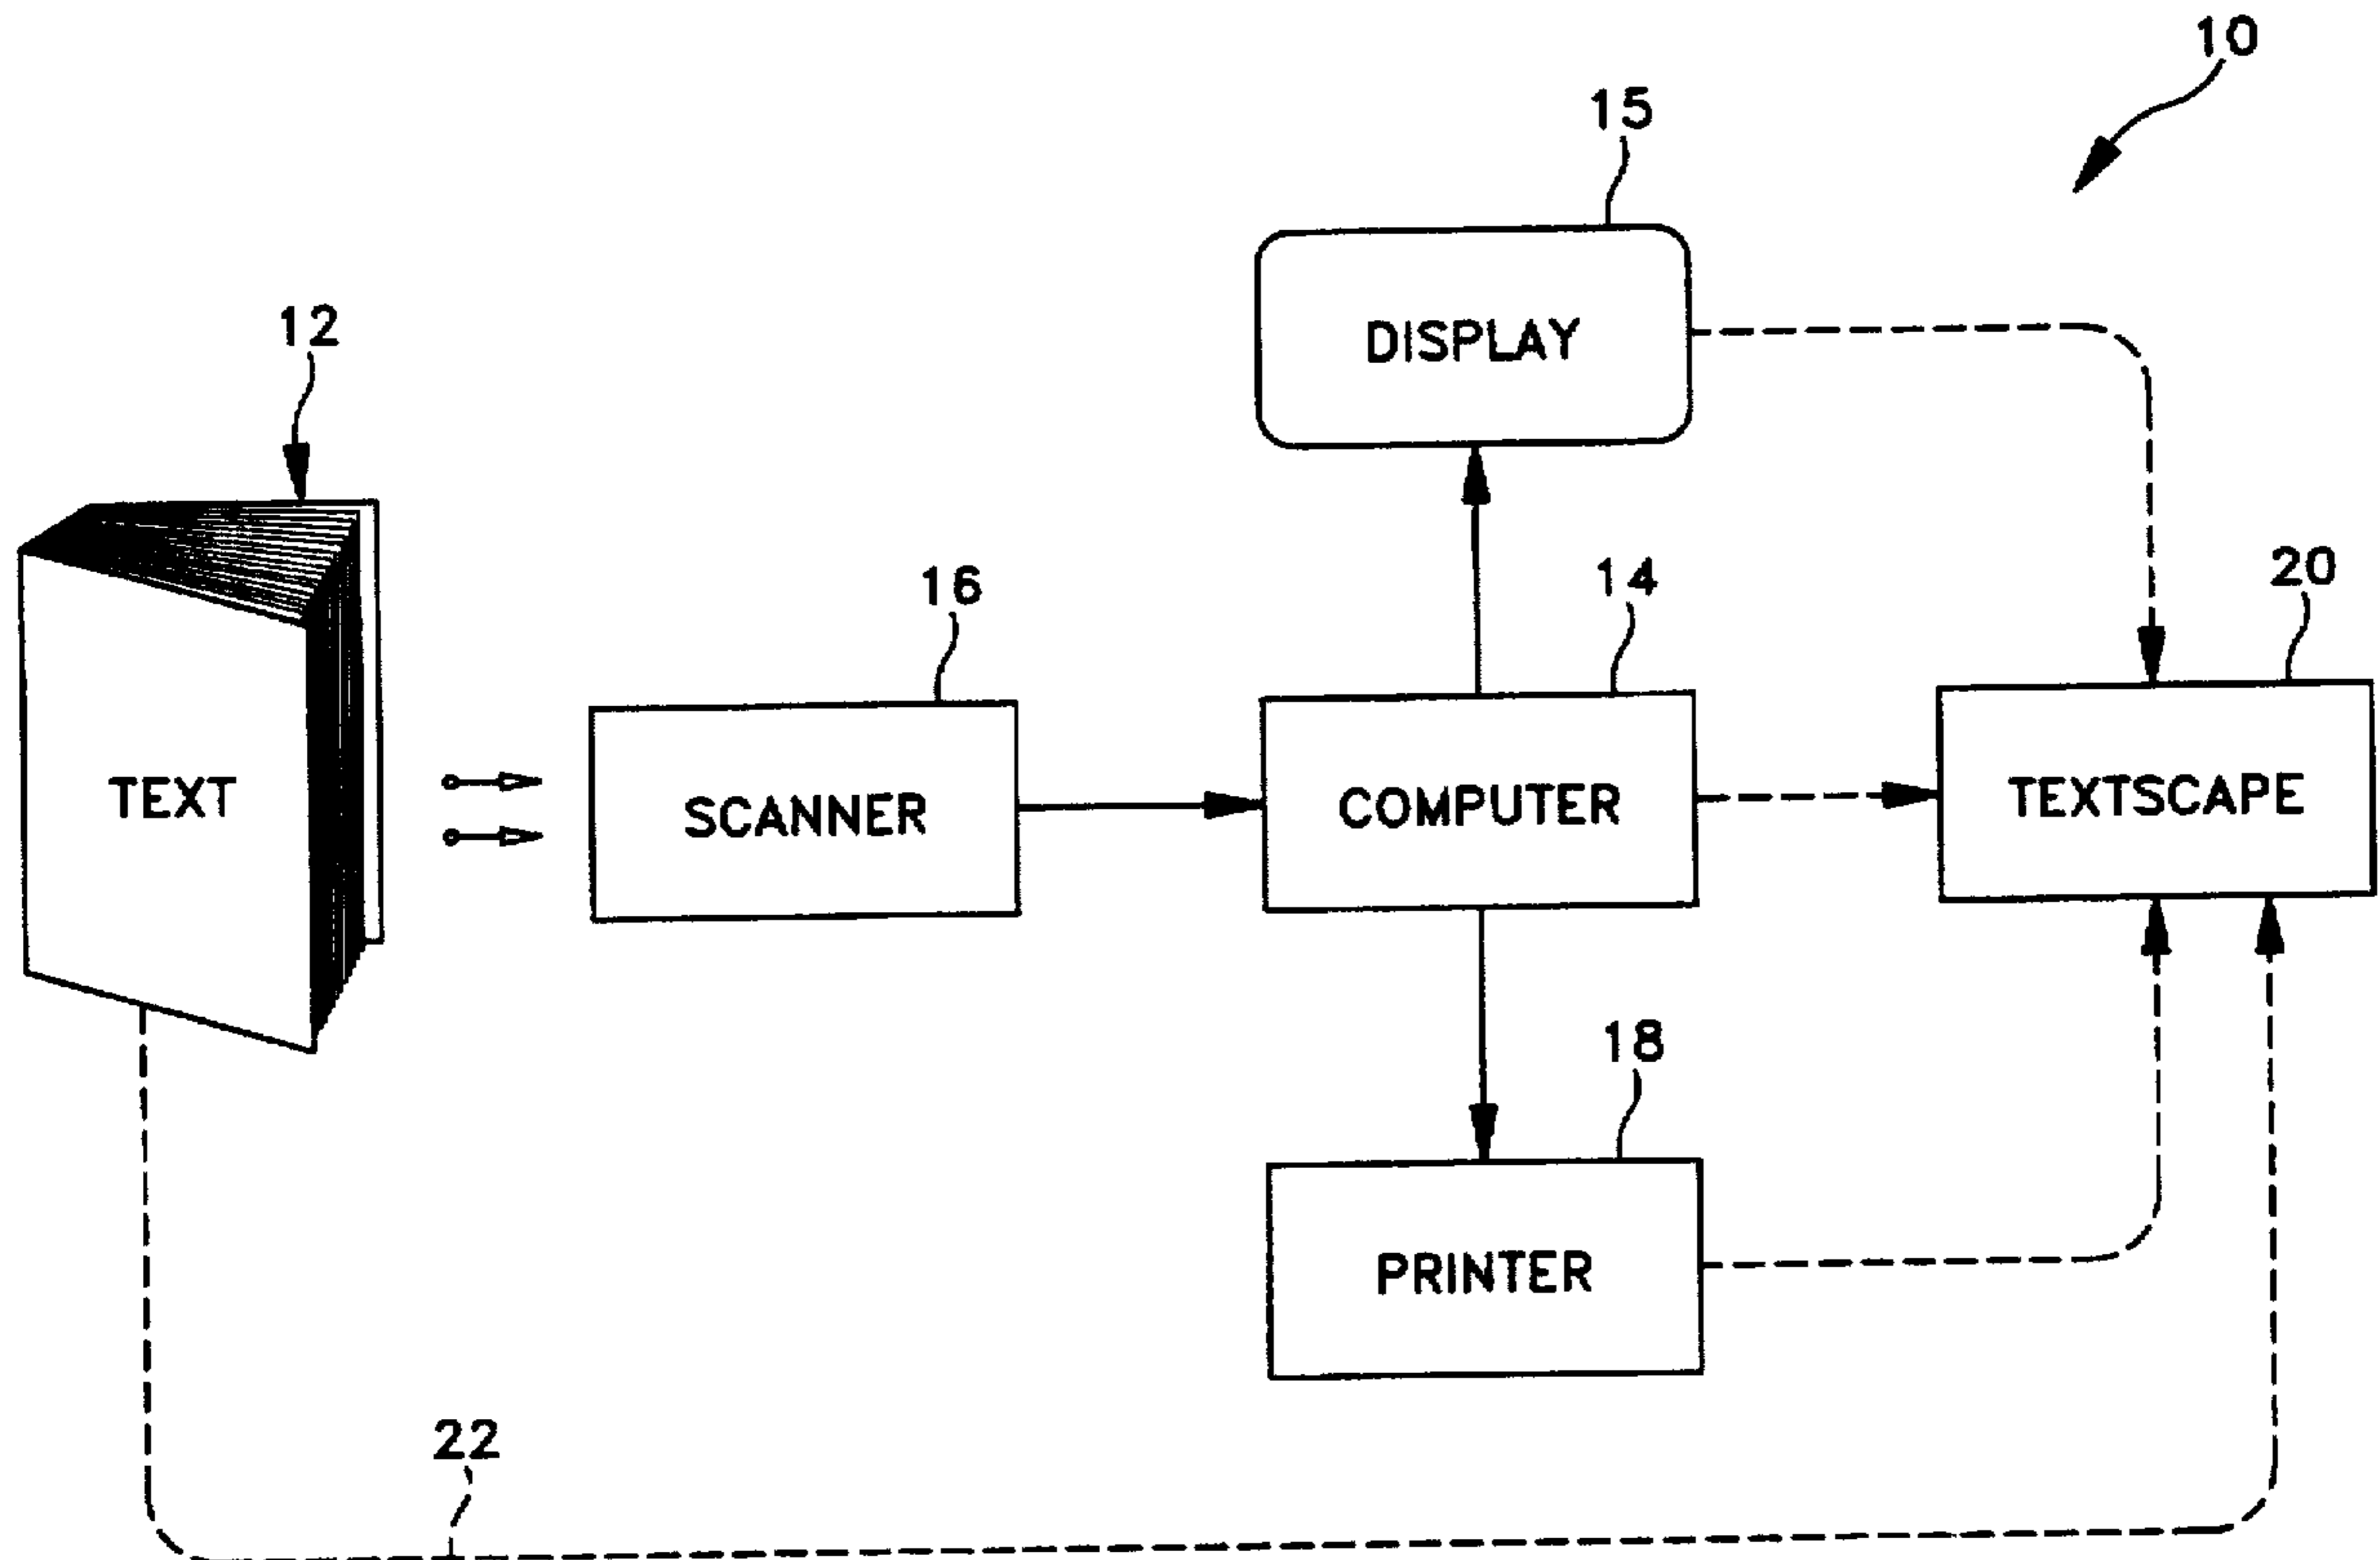 10
15
DISPLAY
12
16
14
20
TEXT
SCANNER
COMPUTER
TEXTSCAPE
18
PRINTER
22